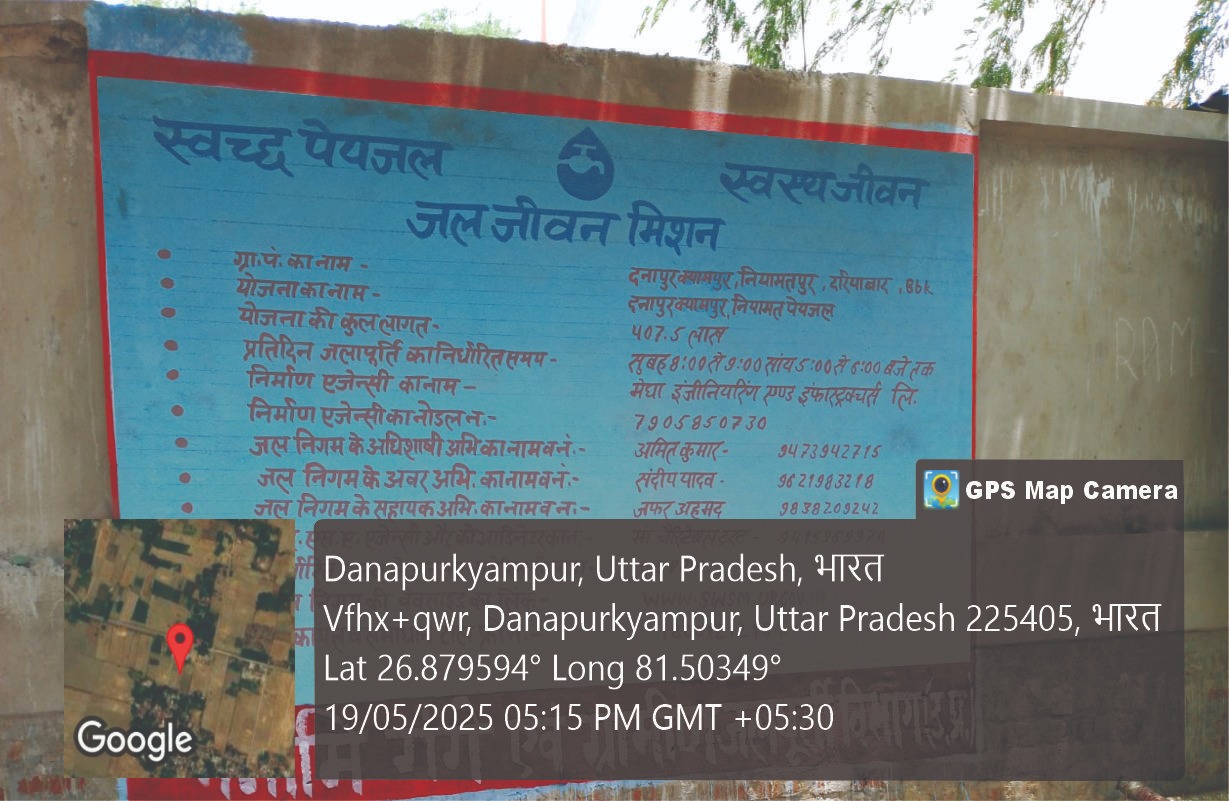 स्वच्छ पेयजल स्वस्थ जीवन
जल जीवन मिशन
ग्रा.पं. का नाम - दनापुर क्यामपुर, नियामतपुर, दरियाबाद, Bbk
योजना का नाम - दनापुर क्यामपुर, नियामत पेयजल
योजना की कुल लागत - 407.5 लाख
प्रतिदिन जलापूर्ति का निर्धारित समय - सुबह 8:00 से 9:00 सांय 5:00 से 6:00 बजे तक
निर्माण एजेन्सी का नाम - मेघा इंजीनियरिंग एण्ड इंफ्रास्ट्रक्चर्स लि.
निर्माण एजेन्सी का नोडल नं:- 7905850730
जल निगम के अधिशाषी अभि का नाम व नं:- अमित कुमार - 9473942715
जल निगम के अवर अभि. का नाम व नं:- संदीप यादव - 9621983218
जल निगम के सहायक अभि. का नाम व नं:- जफर अहमद 9838209242
GPS Map Camera
Danapurkyampur, Uttar Pradesh, भारत
Vfhx+qwr, Danapurkyampur, Uttar Pradesh 225405, भारत
Lat 26.879594° Long 81.50349°
19/05/2025 05:15 PM GMT +05:30
Google
RAM